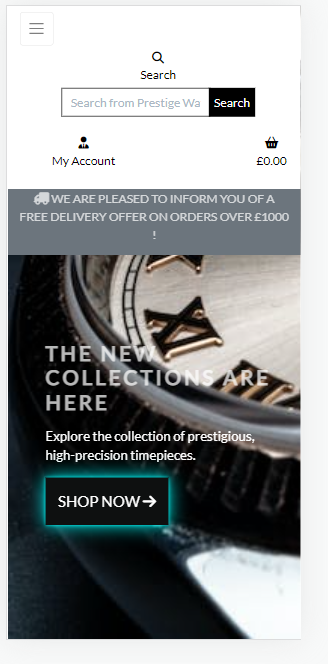 Search
Search from Prestige Wa
Search
My Account
£0.00
WE ARE PLEASED TO INFORM YOU OF A
FREE DELIVERY OFFER ON ORDERS OVER £1000
!
THE NEW
COLLECTIONS ARE
HERE
Explore the collection of prestigious,
high-precision timepieces.
SHOP NOW